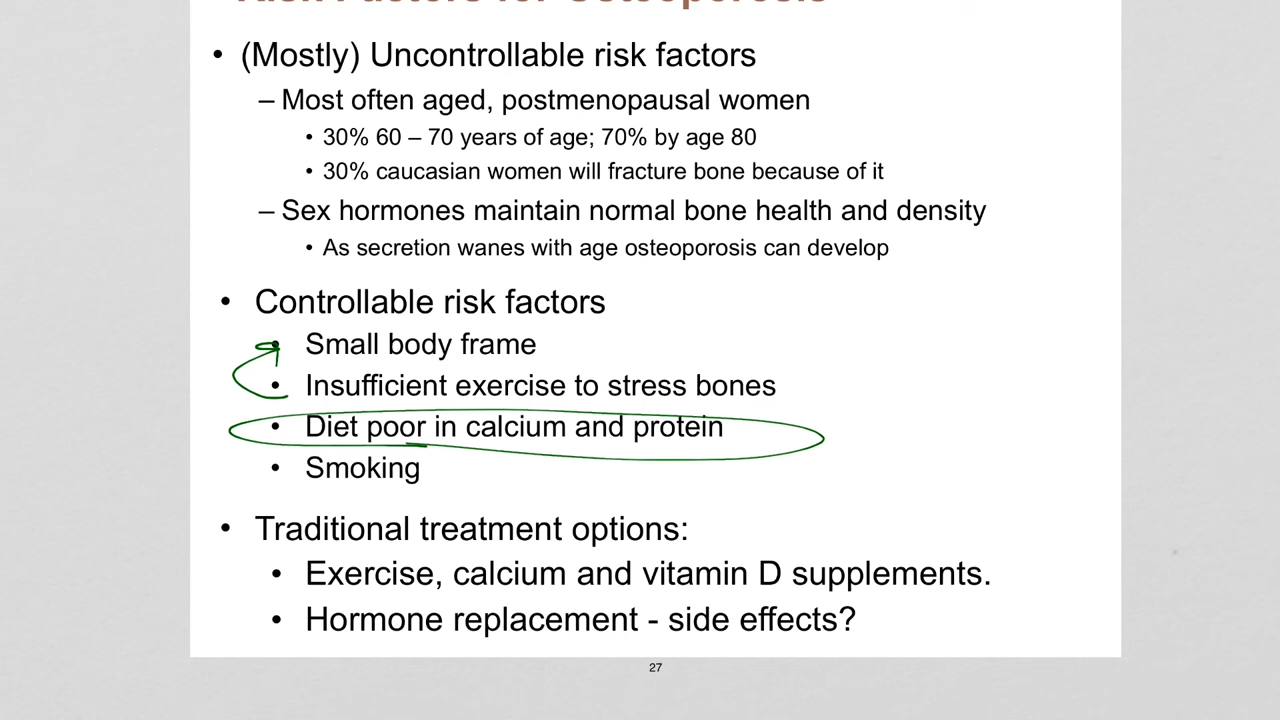 Risk Factors for Osteoporosis
• (Mostly) Uncontrollable risk factors
– Most often aged, postmenopausal women
• 30% 60 – 70 years of age; 70% by age 80
• 30% caucasian women will fracture bone because of it
– Sex hormones maintain normal bone health and density
• As secretion wanes with age osteoporosis can develop
• Controllable risk factors
• Small body frame
• Insufficient exercise to stress bones
• Diet poor in calcium and protein
• Smoking
• Traditional treatment options:
• Exercise, calcium and vitamin D supplements.
• Hormone replacement - side effects?
27